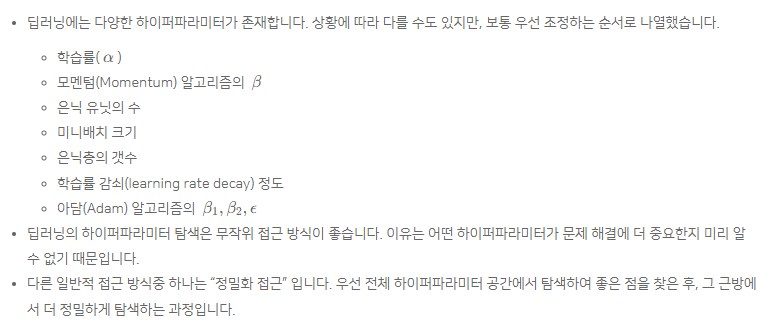 딥러닝에는 다양한 하이퍼파라미터가 존재합니다. 상황에 따라 다를 수도 있지만, 보통 우선 조정하는 순서로 나열했습니다.
학습률( α )
모멘텀(Momentum) 알고리즘의 β
은닉 유닛의 수
미니배치 크기
은닉층의 갯수
학습률 감쇠(learning rate decay) 정도
아담(Adam) 알고리즘의 β₁, β₂, ϵ
딥러닝의 하이퍼파라미터 탐색은 무작위 접근 방식이 좋습니다. 이유는 어떤 하이퍼파라미터가 문제 해결에 더 중요한지 미리 알
수 없기 때문입니다.
다른 일반적 접근 방식중 하나는 “정밀화 접근” 입니다. 우선 전체 하이퍼파라미터 공간에서 탐색하여 좋은 점을 찾은 후, 그 근방에
서 더 정밀하게 탐색하는 과정입니다.